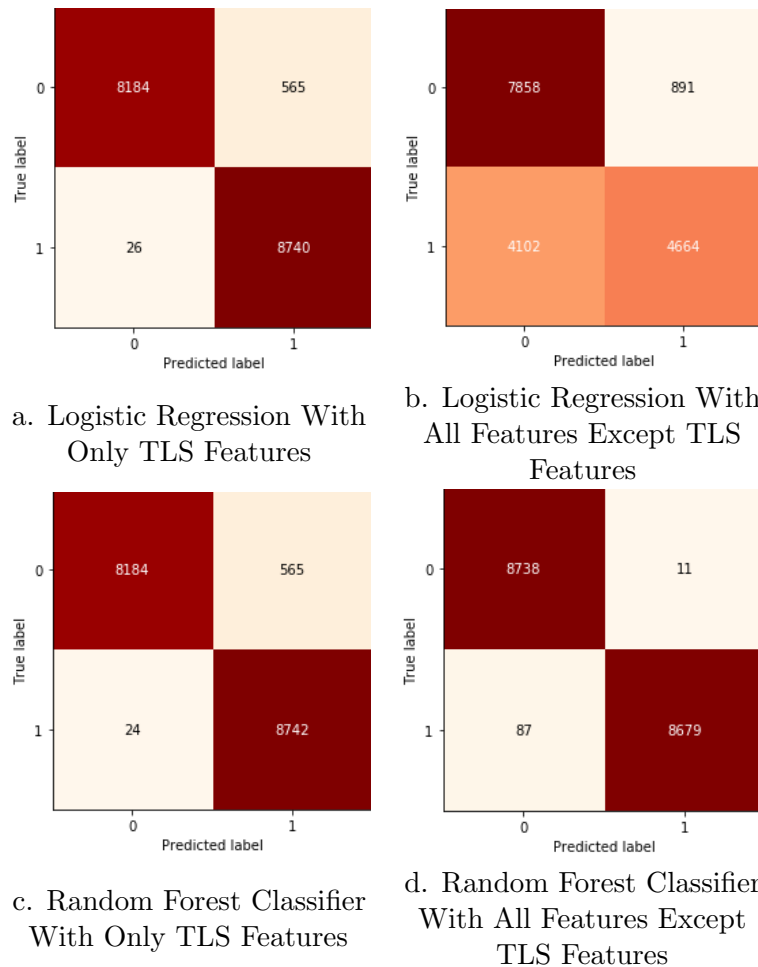 0
8184
565
True label
1
26
8740
0
1
Predicted label
a. Logistic Regression With
Only TLS Features
0
7858
891
True label
1
4102
4664
0
1
Predicted label
b. Logistic Regression With
All Features Except TLS
Features
0
8184
565
True label
1
24
8742
0
1
Predicted label
c. Random Forest Classifier
With Only TLS Features
0
8738
11
True label
1
87
8679
0
1
Predicted label
d. Random Forest Classifier
With All Features Except
TLS Features